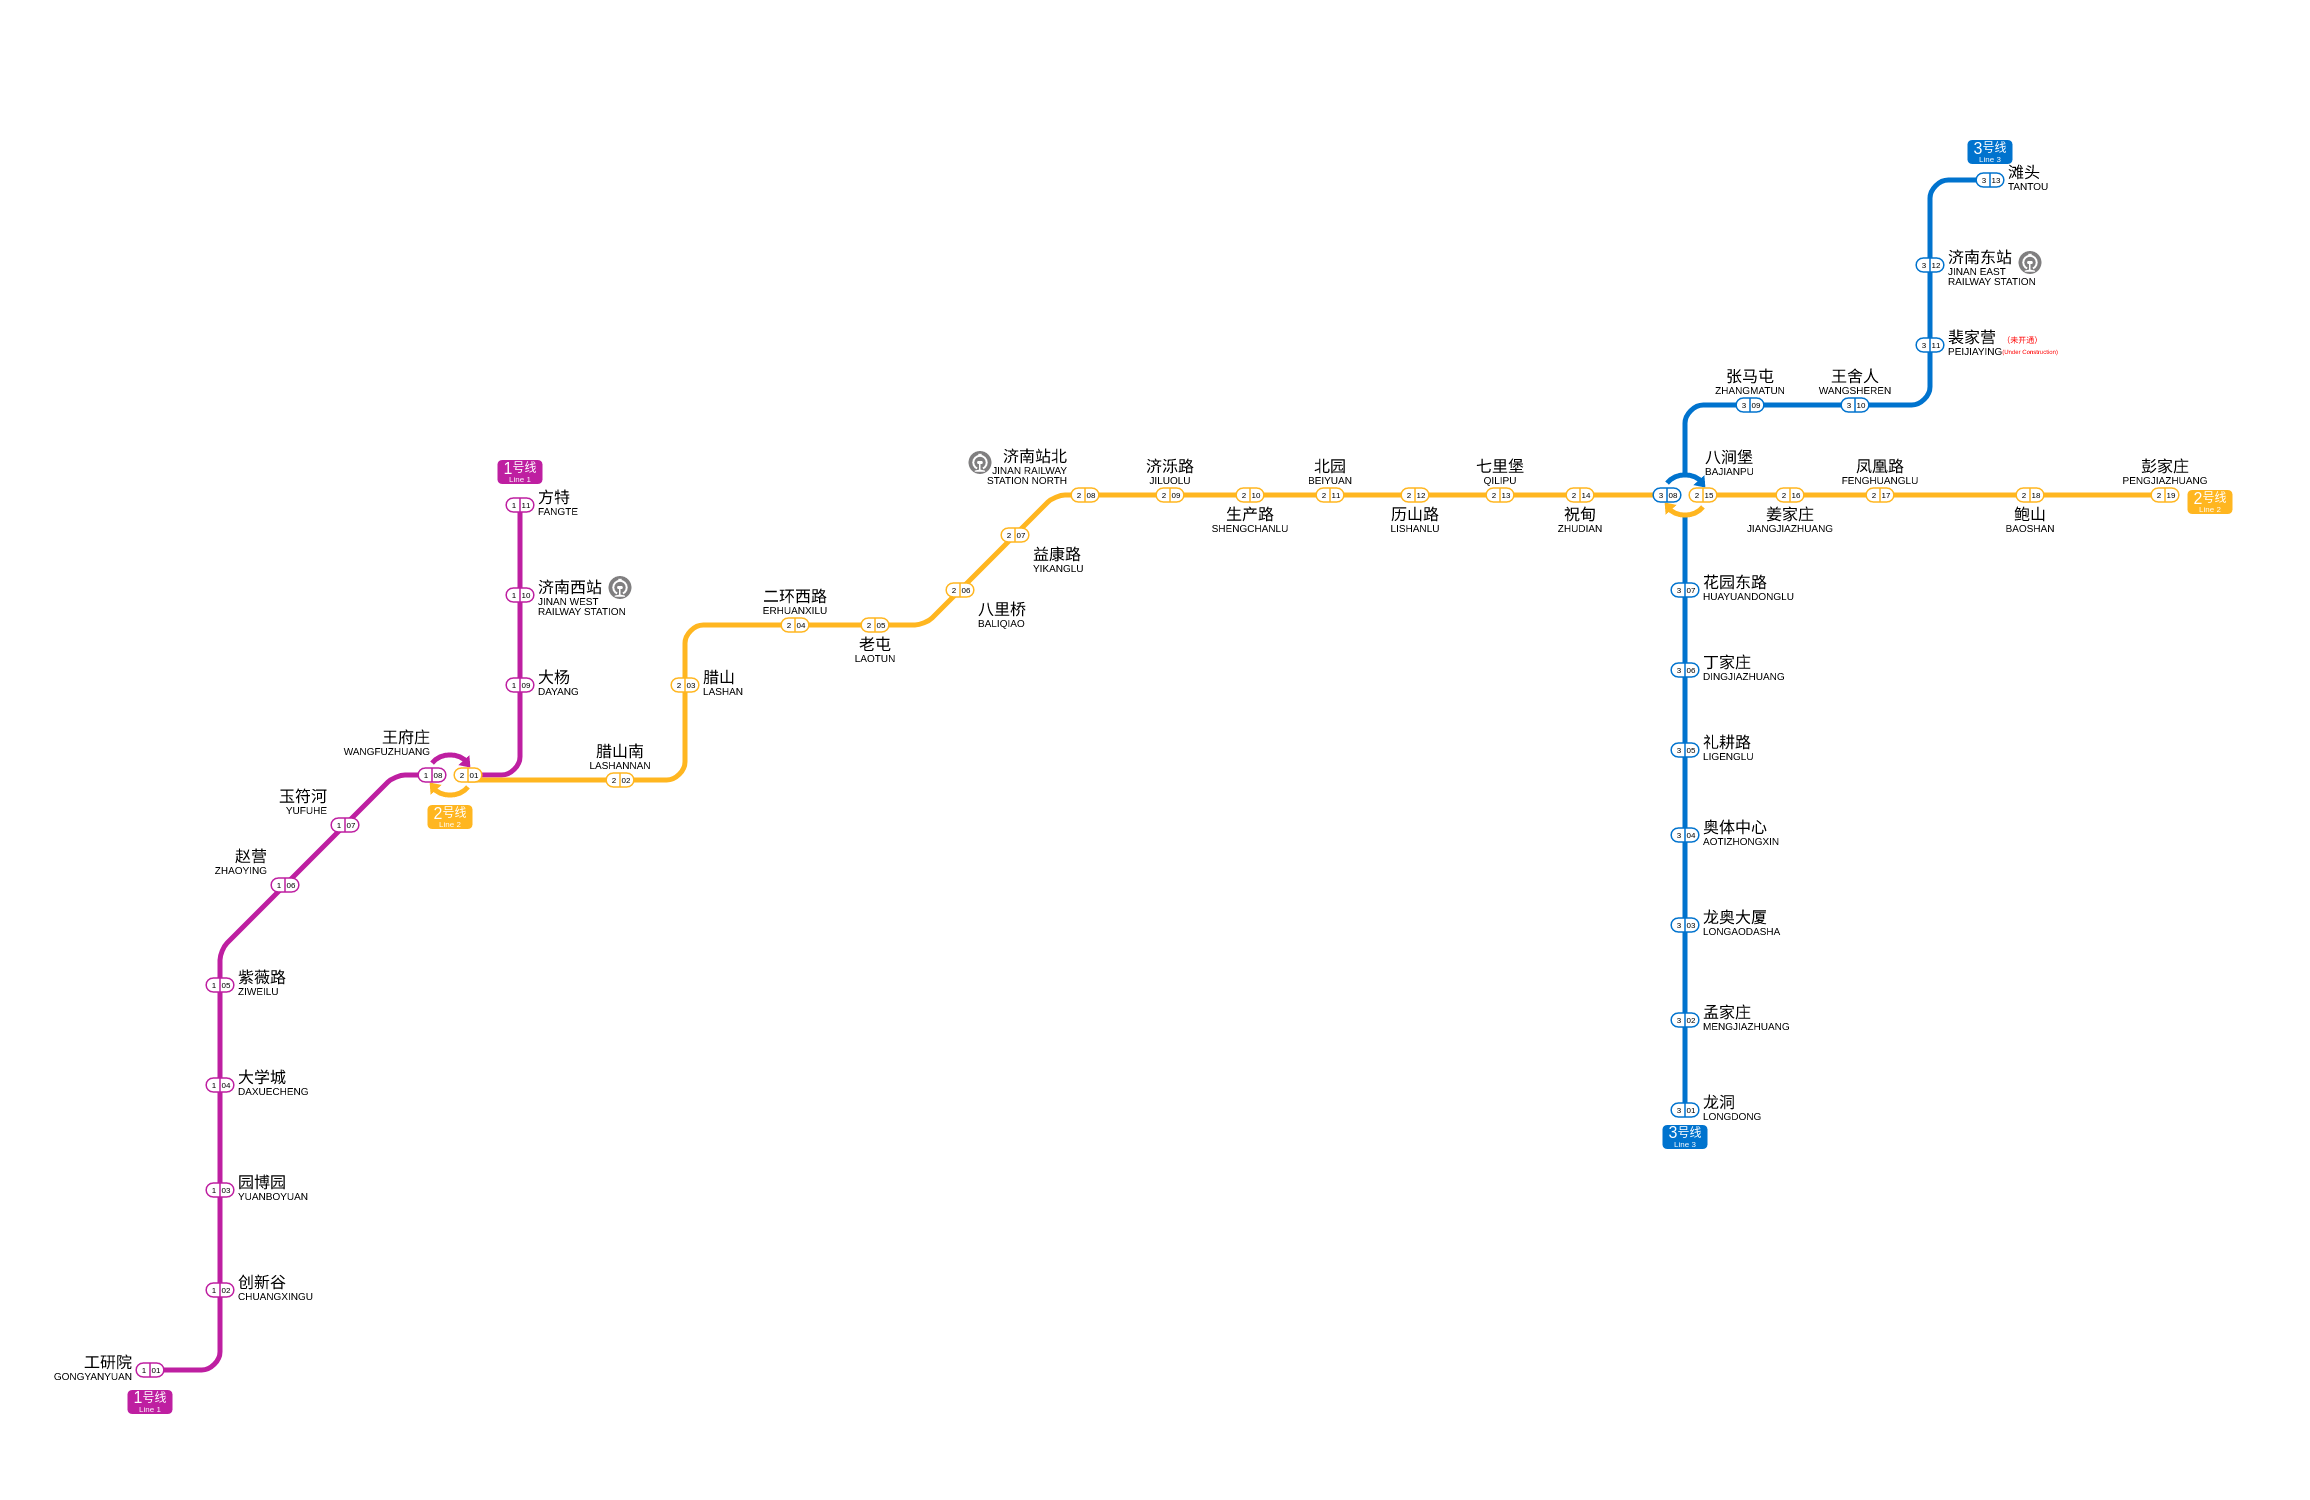 3号线
Line 3
3 13
滩头
TANTOU
3 12
济南东站
JINAN EAST
RAILWAY STATION
3 11
裴家营 (未开通)
PEIJIAYING(Under Construction)
张马屯
ZHANGMATUN
3 09
王舍人
WANGSHEREN
3 10
1号线
Line 1
1 11
方特
FANGTE
1 10
济南西站
JINAN WEST
RAILWAY STATION
1 09
大杨
DAYANG
王府庄
WANGFUZHUANG
1 08
2 01
2号线
Line 2
玉符河
YUFUHE
1 07
赵营
ZHAOYING
1 06
1 05
紫薇路
ZIWEILU
1 04
大学城
DAXUECHENG
1 03
园博园
YUANBOYUAN
1 02
创新谷
CHUANGXINGU
工研院
GONGYANYUAN
1 01
1号线
Line 1
腊山南
LASHANNAN
2 02
2 03
腊山
LASHAN
二环西路
ERHUANXILU
2 04
2 05
老屯
LAOTUN
2 06
八里桥
BALIQIAO
2 07
益康路
YIKANGLU
济南站北
JINAN RAILWAY
STATION NORTH
2 08
济泺路
JILUOLU
2 09
2 10
生产路
SHENGCHANLU
北园
BEIYUAN
2 11
2 12
历山路
LISHANLU
七里堡
QILIPU
2 13
2 14
祝甸
ZHUDIAN
八涧堡
BAJIANPU
3 08
2 15
2 16
姜家庄
JIANGJIAZHUANG
凤凰路
FENGHUANGLU
2 17
2 18
鲍山
BAOSHAN
彭家庄
PENGJIAZHUANG
2 19
2号线
Line 2
3 07
花园东路
HUAYUANDONGLU
3 06
丁家庄
DINGJIAZHUANG
3 05
礼耕路
LIGENGLU
3 04
奥体中心
AOTIZHONGXIN
3 03
龙奥大厦
LONGAODASHA
3 02
孟家庄
MENGJIAZHUANG
3 01
龙洞
LONGDONG
3号线
Line 3